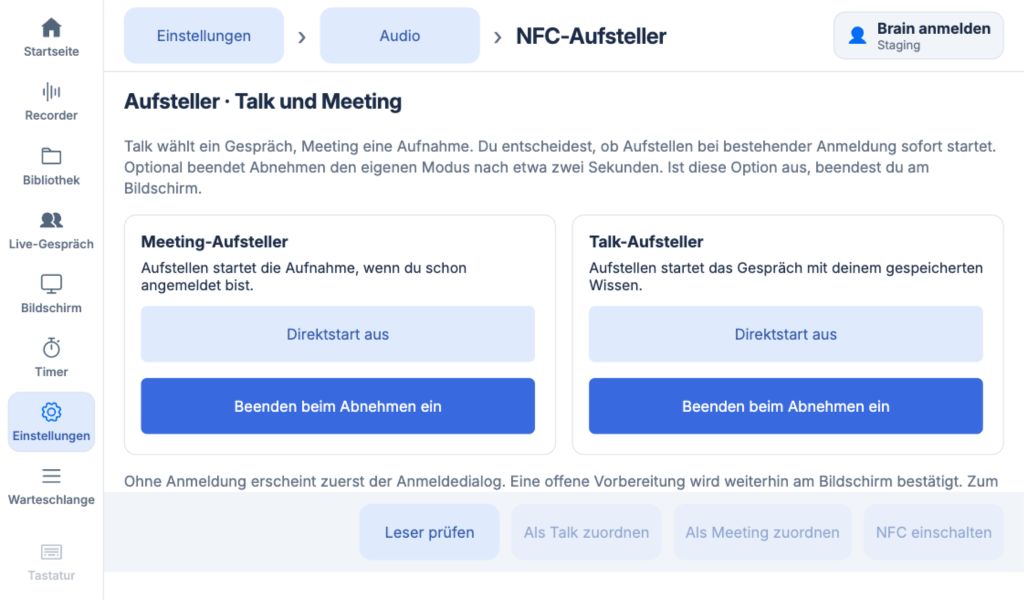 Startseite
Recorder
Bibliothek
Live-Gespräch
Bildschirm
Timer
Einstellungen
Warteschlange
Tastatur
Einstellungen › Audio › NFC-Aufsteller
Brain anmelden
Staging
Aufsteller · Talk und Meeting
Talk wählt ein Gespräch, Meeting eine Aufnahme. Du entscheidest, ob Aufstellen bei bestehender Anmeldung sofort startet.
Optional beendet Abnehmen den eigenen Modus nach etwa zwei Sekunden. Ist diese Option aus, beendest du am
Bildschirm.
Meeting-Aufsteller
Aufstellen startet die Aufnahme, wenn du schon
angemeldet bist.
Direktstart aus
Beenden beim Abnehmen ein
Talk-Aufsteller
Aufstellen startet das Gespräch mit deinem gespeicherten
Wissen.
Direktstart aus
Beenden beim Abnehmen ein
Ohne Anmeldung erscheint zuerst der Anmeldedialog. Eine offene Vorbereitung wird weiterhin am Bildschirm bestätigt. Zum
Leser prüfen
Als Talk zuordnen
Als Meeting zuordnen
NFC einschalten